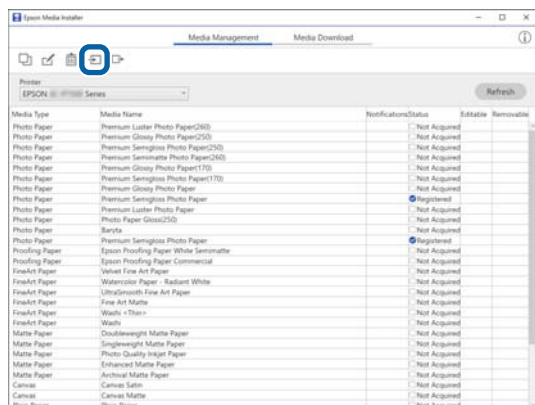 Epson Media Installer
Media Management Media Download
Printer
EPSON Series
Refresh
Media Type Media Name Notifications Status Editable Removable
Photo Paper Premium Luster Photo Paper(260) Not Acquired
Photo Paper Premium Glossy Photo Paper(250) Not Acquired
Photo Paper Premium Semigloss Photo Paper(250) Not Acquired
Photo Paper Premium Semimatte Photo Paper(260) Not Acquired
Photo Paper Premium Glossy Photo Paper(170) Not Acquired
Photo Paper Premium Semigloss Photo Paper(170) Not Acquired
Photo Paper Premium Glossy Photo Paper Not Acquired
Photo Paper Premium Semigloss Photo Paper Registered
Photo Paper Premium Luster Photo Paper Not Acquired
Photo Paper Photo Paper Gloss(250) Not Acquired
Photo Paper Baryta Not Acquired
Photo Paper Premium Semigloss Photo Paper Registered
Proofing Paper Epson Proofing Paper White Semimatte Not Acquired
Proofing Paper Epson Proofing Paper Commercial Not Acquired
FineArt Paper Velvet Fine Art Paper Not Acquired
FineArt Paper Watercolor Paper - Radiant White Not Acquired
FineArt Paper UltraSmooth Fine Art Paper Not Acquired
FineArt Paper Fine Art Matte Not Acquired
FineArt Paper Washi <Thin> Not Acquired
FineArt Paper Washi Not Acquired
Matte Paper Doubleweight Matte Paper Not Acquired
Matte Paper Singleweight Matte Paper Not Acquired
Matte Paper Photo Quality Inkjet Paper Not Acquired
Matte Paper Enhanced Matte Paper Not Acquired
Matte Paper Archival Matte Paper Not Acquired
Canvas Canvas Satin Not Acquired
Canvas Canvas Matte Not Acquired